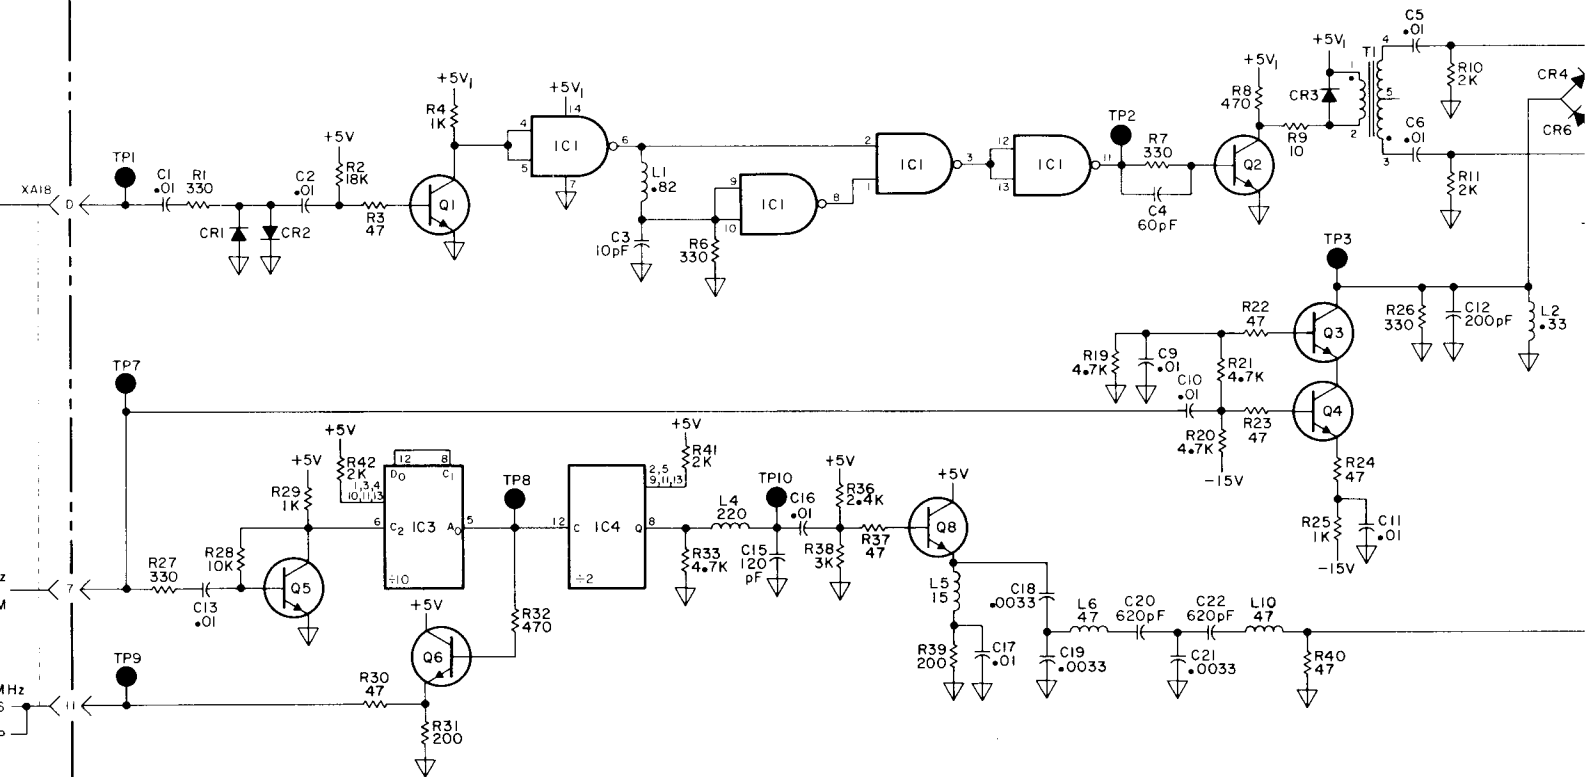 C5
.01
+5V₁
T1
4
1
R10
2K
CR4
+5V₁
+5V₁
+5V₁
R4
1K
14
R8
470
CR3
5
CR6
4
IC1
6
5
7
TP2
2
IC1
3
1
12
IC1
11
13
R7
330
C4
60pF
Q2
R9
10
2
C6
.01
3
R11
2K
+5V
R2
18K
TP1
XA18
D
C1
.01
R1
330
C2
.01
R3
47
Q1
CR1
CR2
L1
.82
9
IC1
8
10
C3
10pF
R6
330
TP3
R22
47
Q3
R26
330
C12
200pF
L2
.33
R19
4.7K
C9
.01
R21
4.7K
C10
.01
R20
4.7K
R23
47
Q4
-15V
R24
47
R25
1K
C11
.01
-15V
TP7
+5V
R42
2K
1,3,4
10,11,13
12
8
D₀
C₁
+5V
R29
1K
6
C₂
IC3
A₀
5
÷10
TP8
+5V
R41
2K
2,5
9,11,13
12
C
IC4
Q
8
÷2
L4
220
TP10
C16
.01
+5V
R36
2.4K
R33
4.7K
C15
120
pF
R38
3K
R37
47
+5V
Q8
R28
10K
R27
330
C13
.01
Q5
z
M
7
+5V
R32
470
Q6
L5
15
C18
.0033
L6
47
C20
620pF
C22
620pF
L10
47
R39
200
C17
.01
C19
.0033
C21
.0033
R40
47
TP9
MHz
S
P
11
R30
47
R31
200